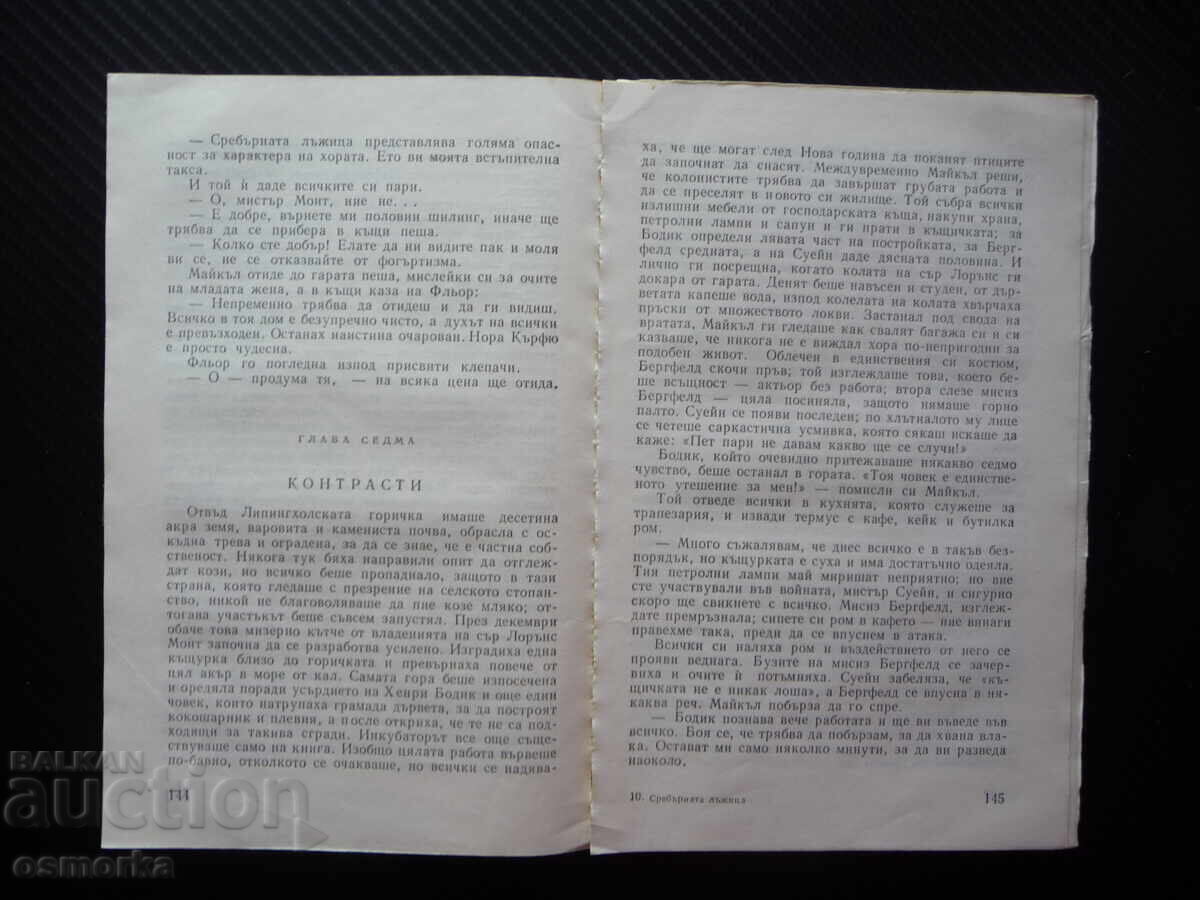 — Сребърната лъжица представлява голяма опас-
ност за характера на хората. Ето ви моята встъпителна
такса.
И той ѝ даде всичките си пари.
— О, мистър Монт, ние не. . .
— Е добре, върнете ми половин шилинг, иначе ще
трябва да се прибера в къщи пеша.
— Колко сте добър! Елате да ни видите пак и моля
ви се, не се отказвайте от фогъртизма.
Майкъл отиде до гарата пеша, мислейки си за очите
на младата жена, а в къщи каза на Фльор:
— Непременно трябва да отидеш и да ги видиш.
Всичко в тоя дом е безупречно чисто, а духът на всички
е превъзходен. Останах наистина очарован. Нора Кърфю
е просто чудесна.
Фльор го погледна изпод присвити клепачи.
— О — продума тя, — на всяка цена ще отида.
ГЛАВА СЕДМА
КОНТРАСТИ
Отвъд Липингхолската горичка имаше десетина
акра земя, варовита и камениста почва, обрасла с ос-
къдна трева и оградена, за да се знае, че е частна соб-
ственост. Някога тук бяха направили опит да отглеж-
дат кози, но всичко беше пропаднало, защото в тази
страна, която гледаше с презрение на селското стопан-
ство, никой не благоволяваше да пие козе мляко; от-
тогава участъкът беше съвсем запустял. През декември
обаче това мизерно кътче от владенията на сър Лорънс
Монт започна да се разработва усилено. Изградиха една
къщурка близо до горичката и превърнаха повече от
цял акър в море от кал. Самата гора беше изпосечена
и оредяла поради усърдието на Хенри Бодик и още един
човек, които натрупаха грамада дървета, за да построят
кокошарник и плевня, а после откриха, че те не са под-
ходящи за такива сгради. Инкубаторът все още съще-
ствуваше само на книга. Изобщо цялата работа вървеше
по-бавно, отколкото се очакваше, но всички се надява-
144
ха, че ще могат след Нова година да поканят птиците
да започнат да снасят. Междувременно Майкъл реши,
че колонистите трябва да завършат грубата работа и
да се преселят в новото си жилище. Той събра всички
излишни мебели от господарската къща, накупи храна,
петролни лампи и сапун и ги прати в къщичката; за
Бодик определи лявата част на постройката, за Берг-
фелд средната, а на Суейн даде дясната половина. И
лично ги посрещна, когато колата на сър Лорънс ги
докара от гарата. Денят беше навъсен и студен, от дър-
ветата капеше вода, изпод колелата на колата хвърчаха
пръски от множеството локви. Застанал под свода на
вратата, Майкъл ги гледаше как свалят багажа си и си
казваше, че никога не е виждал хора по-непригодни за
подобен живот. Облечен в единствения си костюм,
Бергфелд скочи пръв; той изглеждаше това, което бе-
ше всъщност — актьор без работа; втора слезе мисиз
Бергфелд — цяла посиняла, защото нямаше горно
палто. Суейн се появи последен; по хлътналото му лице
се четеше саркастична усмивка, която сякаш искаше да
каже: «Пет пари не давам какво ще се случи!»
Бодик, който очевидно притежаваше някакво седмо
чувство, беше останал в гората. «Тоя човек е единстве-
ното утешение за мен!» — помисли си Майкъл.
Той отведе всички в кухнята, която служеше за
трапезария, и извади термус с кафе, кейк и бутилка
ром.
— Много съжалявам, че днес всичко е в такъв без-
порядък, но къщурката е суха и има достатъчно одеяла.
Тия петролни лампи май миришат неприятно; но вие
сте участвували във войната, мистър Суейн, и сигурно
скоро ще свикнете с всичко. Мисиз Бергфелд, изглеж-
дате премръзнала; сипете си ром в кафето — ние винаги
правехме така, преди да се впуснем в атака.
Всички си наляха ром и въздействието от него се
прояви веднага. Бузите на мисиз Бергфелд се зачер-
виха и очите ѝ потъмняха. Суейн забеляза, че «къ-
щичката не е никак лоша», а Бергфелд се впусна в ня-
каква реч. Майкъл побърза да го спре.
— Бодик познава вече работата и ще ви въведе във
всичко. Боя се, че трябва да побързам, за да хвана вла-
ка. Остават ми само няколко минути, за да ви разведа
наоколо.
10. Сребърната лъжица
145
BALKAN
auction
osmorka